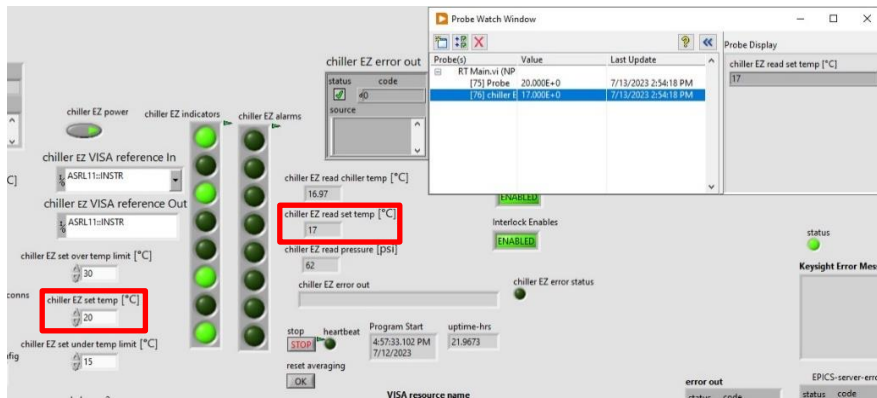 Probe Watch Window
Probe(s) Value Last Update
RT Main.vi (NP
[75] Probe 20.000E+0 7/13/2023 2:54:18 PM
[76] chiller E 17.000E+0 7/13/2023 2:54:18 PM
Probe Display
chiller EZ read set temp [°C]
17
chiller EZ error out
status code
0
source
chiller EZ power
chiller EZ indicators
chiller EZ alarms
chiller EZ VISA reference In
ASRL11::INSTR
C]
chiller EZ VISA reference Out
ASRL11::INSTR
chiller EZ set over temp limit [°C]
30
conns
chiller EZ set temp [°C]
20
chiller EZ set under temp limit [°C]
fig
15
chiller EZ read chiller temp [°C]
16.97
chiller EZ read set temp [°C]
17
chiller EZ read pressure [psi]
62
chiller EZ error out
ENABLED
Interlock Enables
ENABLED
chiller EZ error status
stop heartbeat Program Start uptime-hrs
STOP 4:57:33.102 PM 21.9673
7/12/2023
reset averaging
OK
VISA resource name
status
Keysight Error Mes
error out
status code
EPICS-server-erro
status code